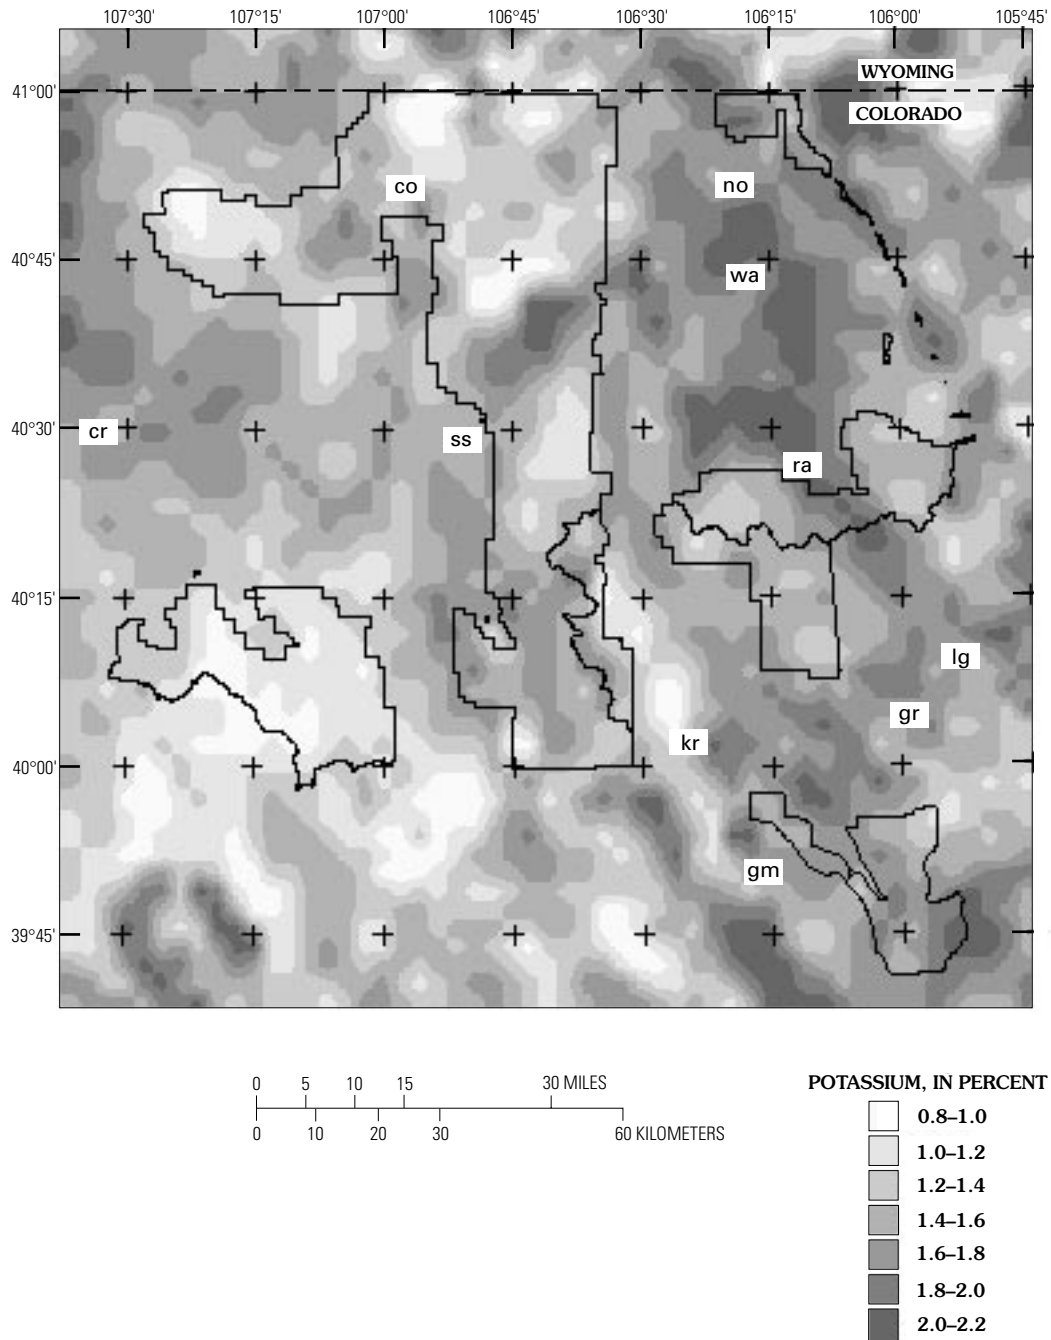 107°30' 107°15' 107°00' 106°45' 106°30' 106°15' 106°00' 105°45'
WYOMING
41°00'
COLORADO
co
no
40°45'
wa
cr
40°30'
ss
ra
40°15'
lg
gr
kr
40°00'
gm
39°45'
0 5 10 15 30 MILES
0 10 20 30 60 KILOMETERS
POTASSIUM, IN PERCENT
0.8–1.0
1.0–1.2
1.2–1.4
1.4–1.6
1.6–1.8
1.8–2.0
2.0–2.2